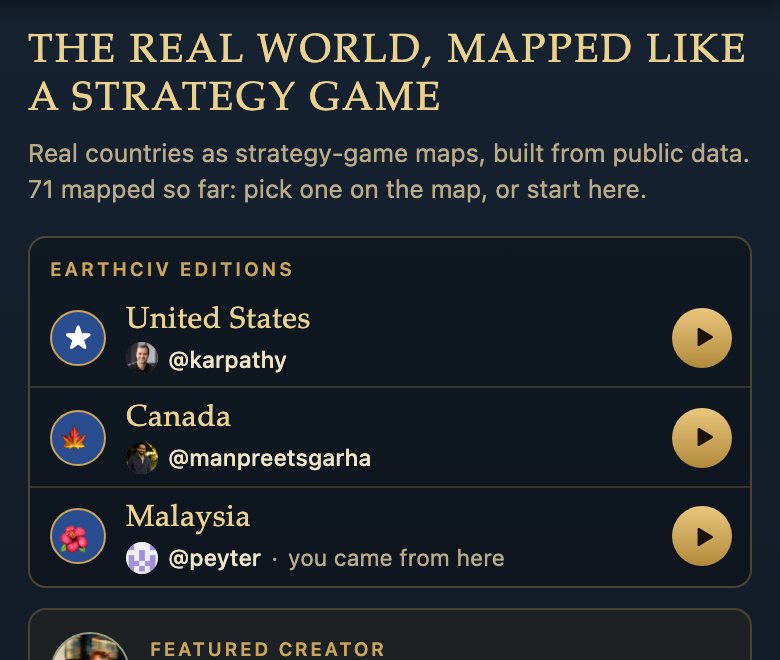 THE REAL WORLD, MAPPED LIKE
A STRATEGY GAME
Real countries as strategy-game maps, built from public data.
71 mapped so far: pick one on the map, or start here.
EARTHCIV EDITIONS
United States
@karpathy
Canada
@manpreetsgarha
Malaysia
@peyter · you came from here
FEATURED CREATOR